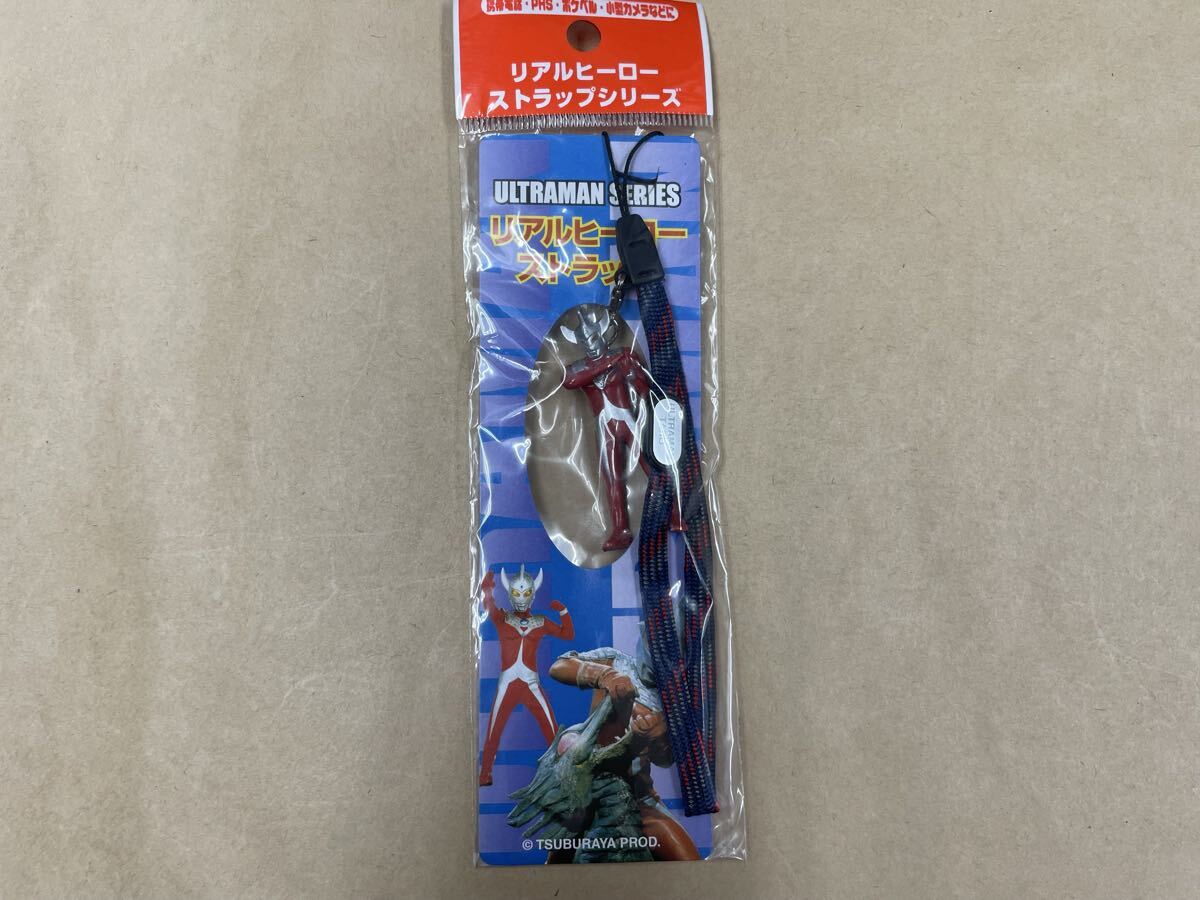 携帯電話・PHS・ポケベル・小型カメラなどに
リアルヒーロー
ストラップシリーズ
ULTRAMAN SERIES
リアルヒーロー
ストラッ
© TSUBURAYA PROD.